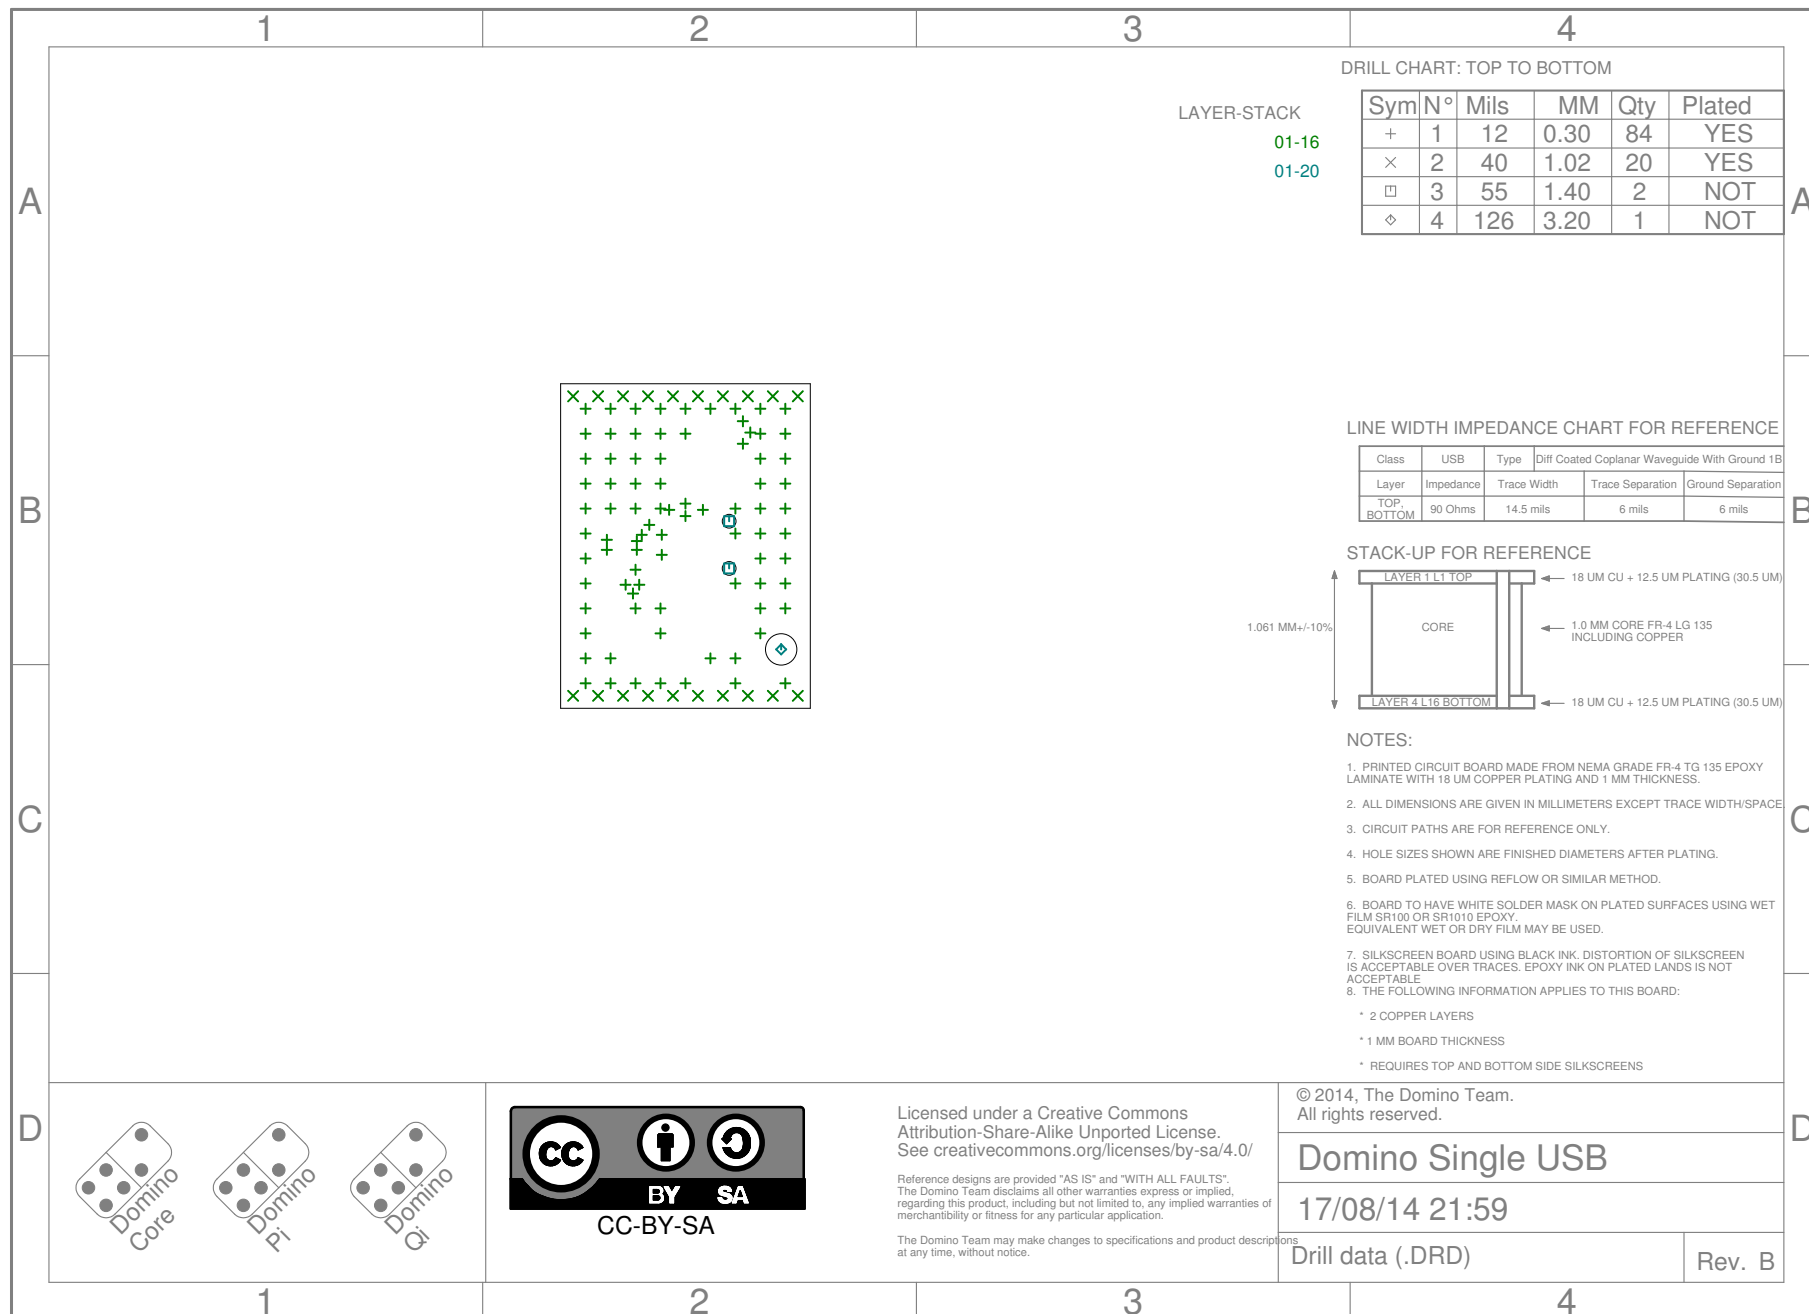 1 2 3 4
DRILL CHART: TOP TO BOTTOM
LAYER-STACK
01-16
01-20
Sym N° Mils MM Qty Plated
+ 1 12 0.30 84 YES
× 2 40 1.02 20 YES
3 55 1.40 2 NOT
4 126 3.20 1 NOT
A A
LINE WIDTH IMPEDANCE CHART FOR REFERENCE
Class USB Type Diff Coated Coplanar Waveguide With Ground 1B
Layer Impedance Trace Width Trace Separation Ground Separation
TOP, BOTTOM 90 Ohms 14.5 mils 6 mils 6 mils
B B
STACK-UP FOR REFERENCE
LAYER 1 L1 TOP
18 UM CU + 12.5 UM PLATING (30.5 UM)
1.061 MM+/-10%
CORE
1.0 MM CORE FR-4 LG 135
INCLUDING COPPER
LAYER 4 L16 BOTTOM
18 UM CU + 12.5 UM PLATING (30.5 UM)
NOTES:
1. PRINTED CIRCUIT BOARD MADE FROM NEMA GRADE FR-4 TG 135 EPOXY
LAMINATE WITH 18 UM COPPER PLATING AND 1 MM THICKNESS.
2. ALL DIMENSIONS ARE GIVEN IN MILLIMETERS EXCEPT TRACE WIDTH/SPACE.
C C
3. CIRCUIT PATHS ARE FOR REFERENCE ONLY.
4. HOLE SIZES SHOWN ARE FINISHED DIAMETERS AFTER PLATING.
5. BOARD PLATED USING REFLOW OR SIMILAR METHOD.
6. BOARD TO HAVE WHITE SOLDER MASK ON PLATED SURFACES USING WET
FILM SR100 OR SR1010 EPOXY.
EQUIVALENT WET OR DRY FILM MAY BE USED.
7. SILKSCREEN BOARD USING BLACK INK. DISTORTION OF SILKSCREEN
IS ACCEPTABLE OVER TRACES. EPOXY INK ON PLATED LANDS IS NOT
ACCEPTABLE
8. THE FOLLOWING INFORMATION APPLIES TO THIS BOARD:
* 2 COPPER LAYERS
* 1 MM BOARD THICKNESS
* REQUIRES TOP AND BOTTOM SIDE SILKSCREENS
D D
Domino
Core
Domino
Pi
Domino
Qi
CC
BY SA
CC-BY-SA
Licensed under a Creative Commons
Attribution-Share-Alike Unported License.
See creativecommons.org/licenses/by-sa/4.0/
Reference designs are provided "AS IS" and "WITH ALL FAULTS".
The Domino Team disclaims all other warranties express or implied,
regarding this product, including but not limited to, any implied warranties of
merchantibility or fitness for any particular application.
The Domino Team may make changes to specifications and product descriptions
at any time, without notice.
© 2014, The Domino Team.
All rights reserved.
Domino Single USB
17/08/14 21:59
Drill data (.DRD)
Rev. B
1 2 3 4